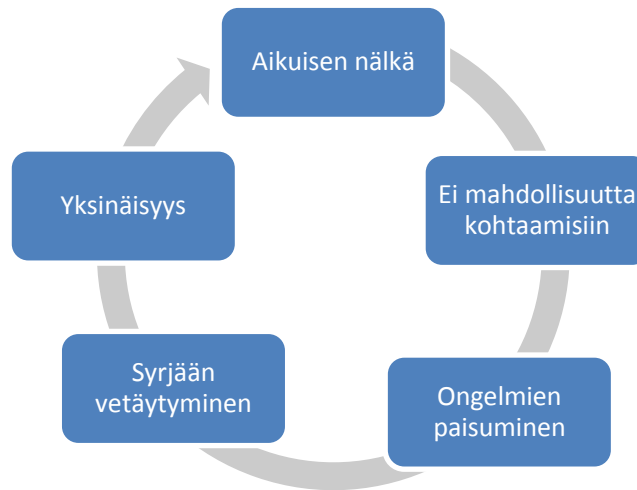 Aikuisen nälkä
Ei mahdollisuutta
kohtaamisiin
Ongelmien
paisuminen
Syrjään
vetäytyminen
Yksinäisyys